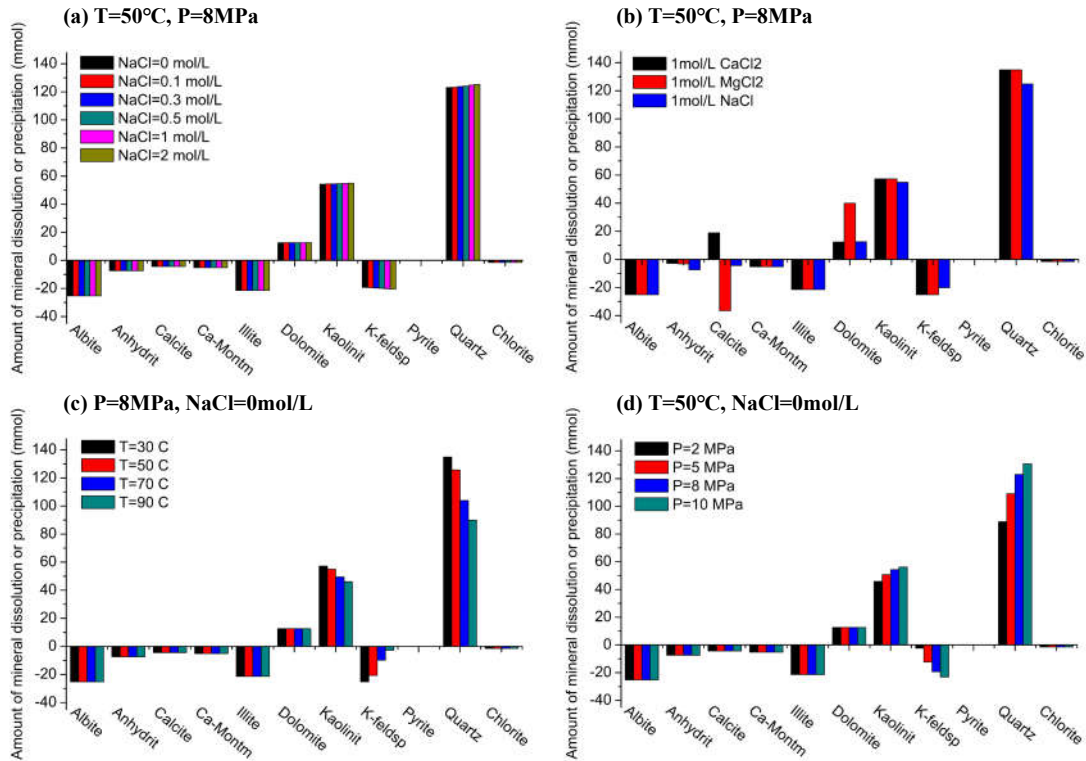 (a) T=50°C, P=8MPa
Amount of mineral dissolution or precipitation (mmol)
140
120
100
80
60
40
20
0
-20
-40
NaCl=0 mol/L
NaCl=0.1 mol/L
NaCl=0.3 mol/L
NaCl=0.5 mol/L
NaCl=1 mol/L
NaCl=2 mol/L
Albite
Anhydrit
Calcite
Ca-Montm
Illite
Dolomite
Kaolinit
K-feldsp
Pyrite
Quartz
Chlorite
(b) T=50°C, P=8MPa
Amount of mineral dissolution or precipitation (mmol)
140
120
100
80
60
40
20
0
-20
-40
1mol/L CaCl2
1mol/L MgCl2
1mol/L NaCl
Albite
Anhydrit
Calcite
Ca-Montm
Illite
Dolomite
Kaolinit
K-feldsp
Pyrite
Quartz
Chlorite
(c) P=8MPa, NaCl=0mol/L
Amount of mineral dissolution or precipitation (mmol)
140
120
100
80
60
40
20
0
-20
-40
T=30 C
T=50 C
T=70 C
T=90 C
Albite
Anhydrit
Calcite
Ca-Montm
Illite
Dolomite
Kaolinit
K-feldsp
Pyrite
Quartz
Chlorite
(d) T=50°C, NaCl=0mol/L
Amount of mineral dissolution or precipitation (mmol)
140
120
100
80
60
40
20
0
-20
-40
P=2 MPa
P=5 MPa
P=8 MPa
P=10 MPa
Albite
Anhydrit
Calcite
Ca-Montm
Illite
Dolortmite
Kaolinit
K-feldsp
Pyrite
Quartz
Chlorite